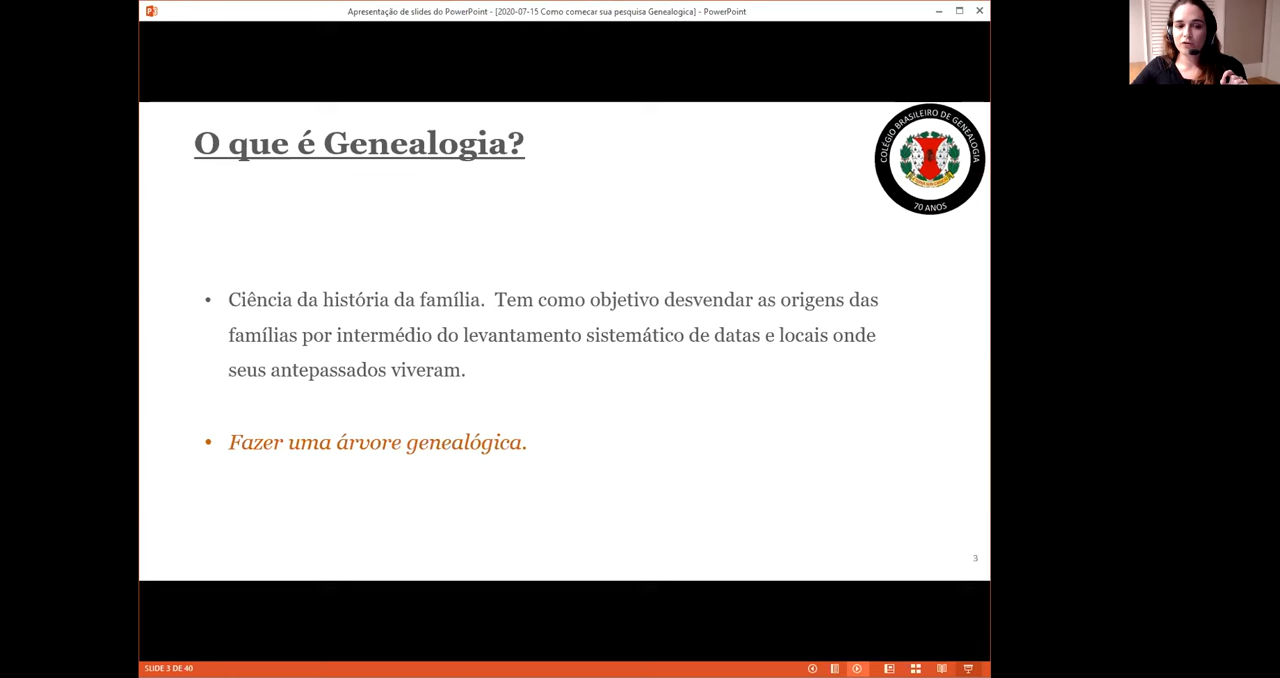 Apresentação de slides do PowerPoint - [2020-07-15 Como comecar sua pesquisa Genealogica] - PowerPoint
O que é Genealogia?
COLÉGIO BRASILEIRO DE GENEALOGIA
70 ANOS
• Ciência da história da família. Tem como objetivo desvendar as origens das
famílias por intermédio do levantamento sistemático de datas e locais onde
seus antepassados viveram.
• Fazer uma árvore genealógica.
3
SLIDE 3 DE 40